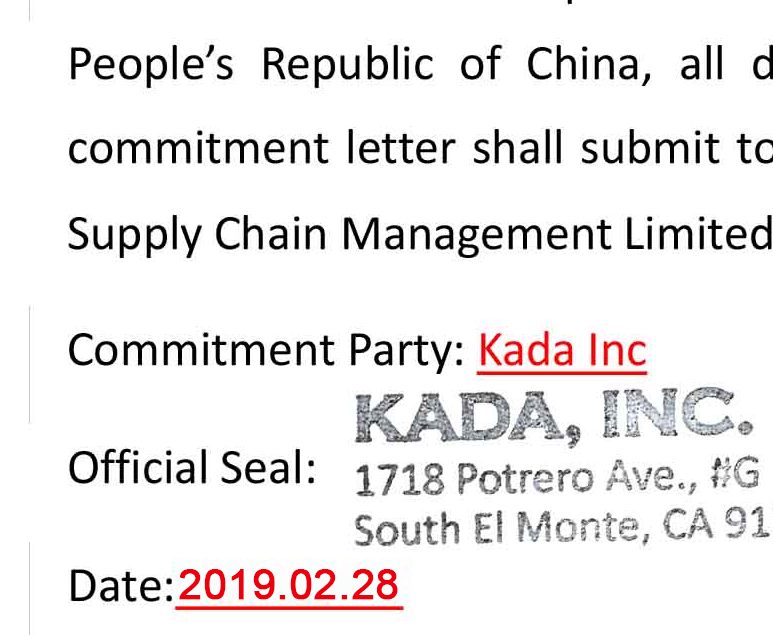 People’s Republic of China, all d
commitment letter shall submit to
Supply Chain Management Limited
Commitment Party: Kada Inc
KADA, INC.
Official Seal:
1718 Potrero Ave., #G
South El Monte, CA 91
Date:2019.02.28